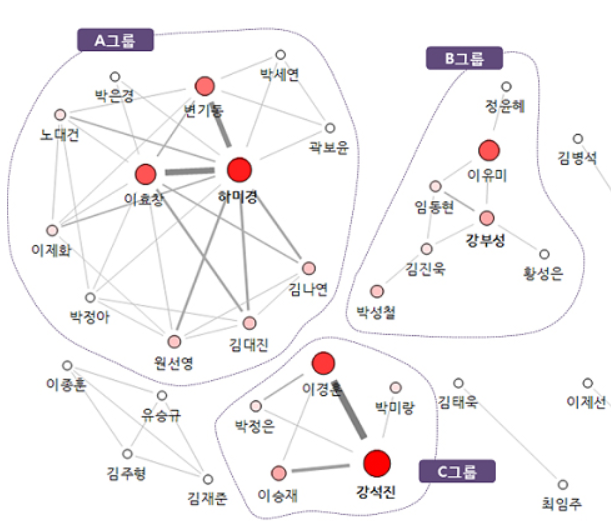 A그룹
박세연
박은경
변기동
노대건
곽보윤
이효창
하미경
이제화
김나연
박정아
김대진
원선영
B그룹
정윤혜
김병석
이유미
임동현
강부성
김진욱
황성은
박성철
이종훈
유승규
김주형
김재준
이경훈
박미랑
박정은
이승재
강석진
C그룹
김태욱
이제선
최임주